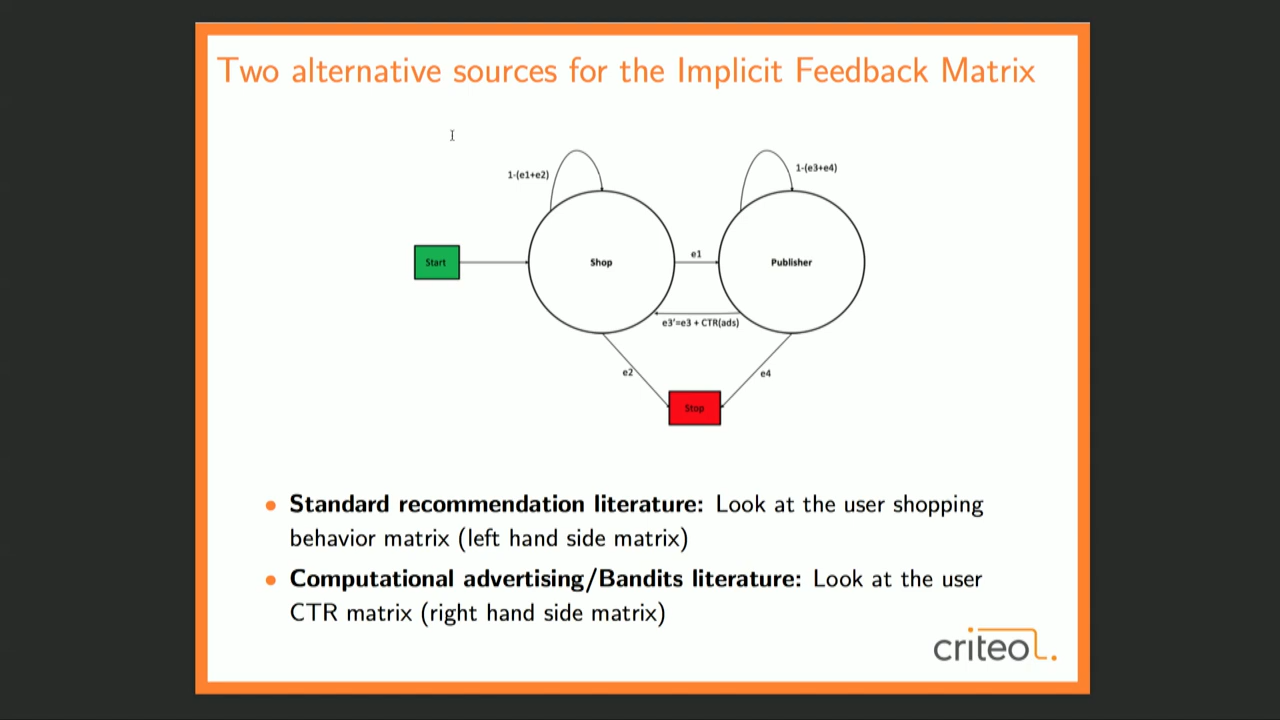 Two alternative sources for the Implicit Feedback Matrix
1-(e1+e2)
1-(e3+e4)
Start
Shop
e1
Publisher
e3'=e3 + CTR(ads)
e2
e4
Stop
• Standard recommendation literature: Look at the user shopping
behavior matrix (left hand side matrix)
• Computational advertising/Bandits literature: Look at the user
CTR matrix (right hand side matrix)
criteo